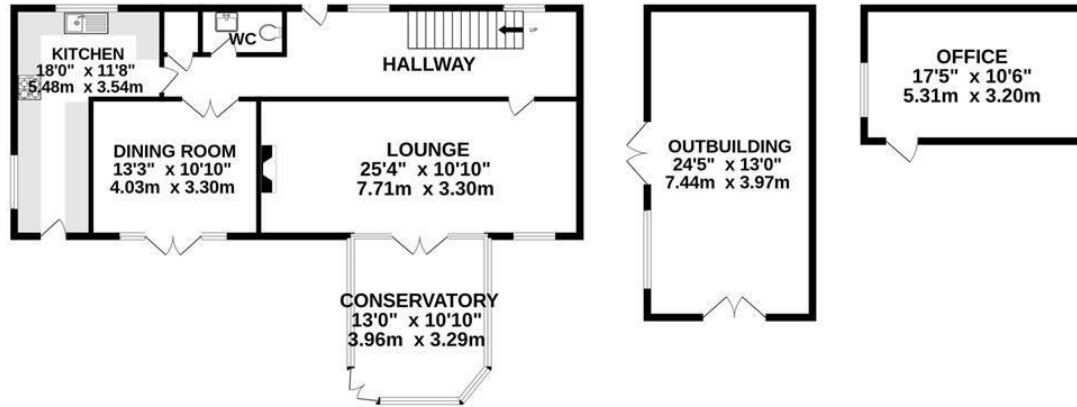 KITCHEN
18'0" x 11'8"
5.48m x 3.54m
WC
UP
HALLWAY
DINING ROOM
13'3" x 10'10"
4.03m x 3.30m
LOUNGE
25'4" x 10'10"
7.71m x 3.30m
CONSERVATORY
13'0" x 10'10"
3.96m x 3.29m
OUTBUILDING
24'5" x 13'0"
7.44m x 3.97m
OFFICE
17'5" x 10'6"
5.31m x 3.20m